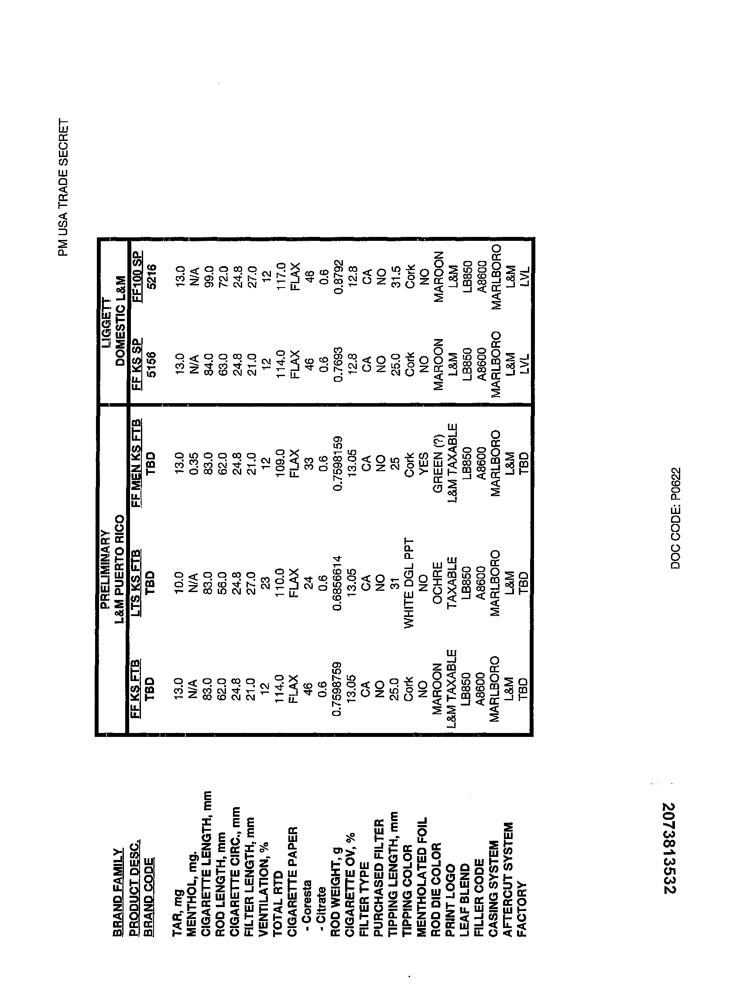 PM USA TRADE SECRET
PRELIMINARY LIGGETT
BRAND FAMILY L&M PUERTO RICO DOMESTIC L&M
PRODUCT DESC. FF KS FTB LTS KS FTB FF MEN KS FTB FF KS SP FF100 SP
BRAND CODE TBD TBD TBD 5156 5216
TAR, mg 13.0 10.0 13.0 13.0 13.0
MENTHOL, mg. N/A N/A 0.35 N/A N/A
CIGARETTE LENGTH, mm 83.0 83.0 83.0 84.0 99.0
ROD LENGTH, mm 62.0 56.0 62.0 63.0 72.0
CIGARETTE CIRC., mm 24.8 24.8 24.8 24.8 24.8
FILTER LENGTH, mm 21.0 27.0 21.0 21.0 27.0
VENTILATION, % 12 23 12 12 12
TOTAL RTD 114.0 110.0 109.0 114.0 117.0
CIGARETTE PAPER FLAX FLAX FLAX FLAX FLAX
- Coresta 46 24 33 46 46
- Citrate 0.6 0.6 0.6 0.6 0.6
ROD WEIGHT, g 0.7598759 0.6856614 0.7598159 0.7693 0.8792
CIGARETTE OV, % 13.05 13.05 13.05 12.8 12.8
FILTER TYPE CA CA CA CA CA
PURCHASED FILTER NO NO NO NO NO
TIPPING LENGTH, mm 25.0 31 25 25.0 31.5
TIPPING COLOR Cork WHITE DGL PPT Cork Cork Cork
MENTHOLATED FOIL NO NO YES NO NO
ROD DIE COLOR MAROON OCHRE GREEN (?) MAROON MAROON
PRINT LOGO L&M TAXABLE TAXABLE L&M TAXABLE L&M L&M
LEAF BLEND LB850 LB850 LB850 LB850 LB850
FILLER CODE A8600 A8600 A8600 A8600 A8600
CASING SYSTEM MARLBORO MARLBORO MARLBORO MARLBORO MARLBORO
AFTERCUT SYSTEM L&M L&M L&M L&M L&M
FACTORY TBD TBD TBD LVL LVL
DOC CODE: P0622
2073813532